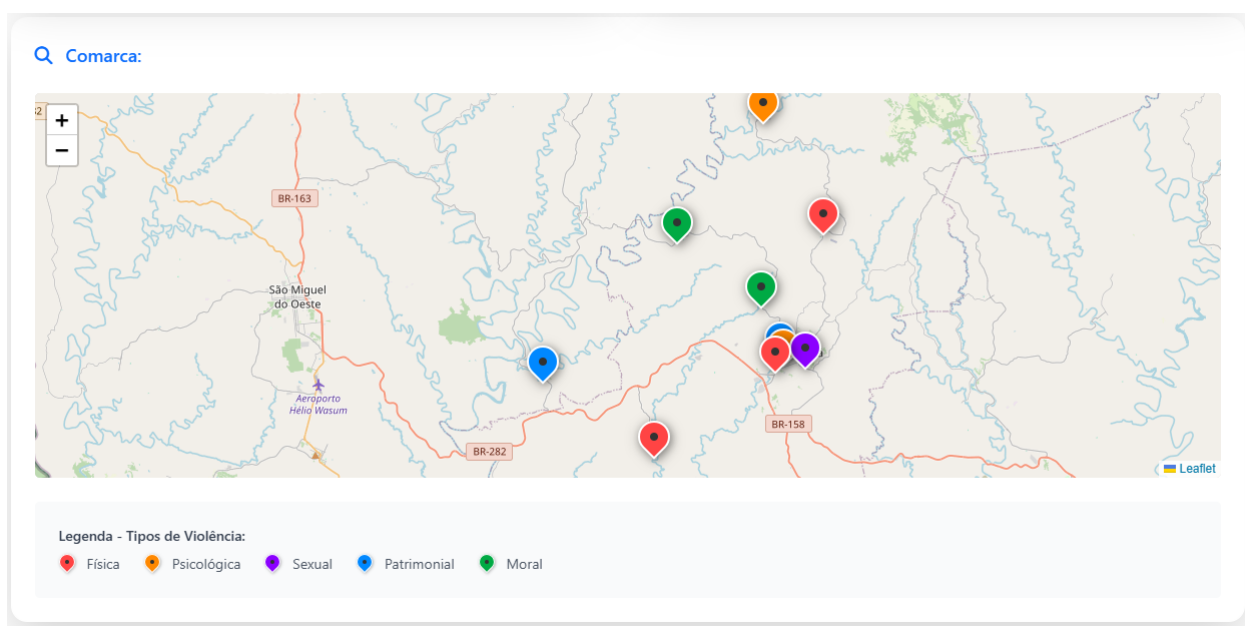 Comarca:
+
−
BR-163
São Miguel
do Oeste
Aeroporto
Hélio Wasum
BR-282
BR-158
Leaflet
Legenda - Tipos de Violência:
Física Psicológica Sexual Patrimonial Moral